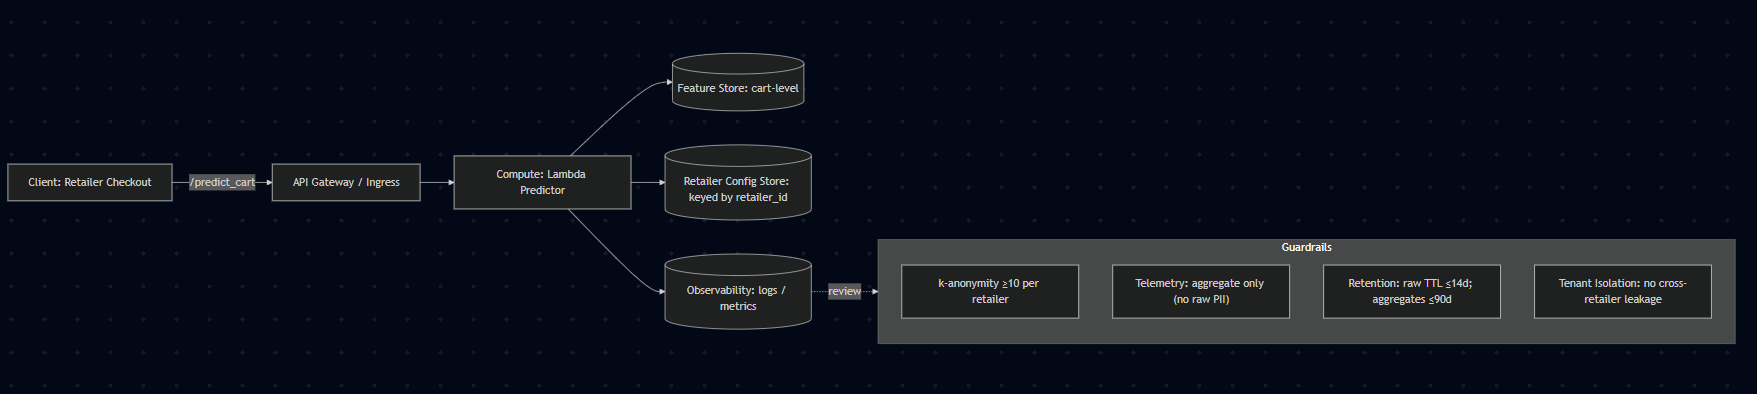 Client: Retailer Checkout
/predict_cart
API Gateway / Ingress
Compute: Lambda
Predictor
Feature Store: cart-level
Retailer Config Store:
keyed by retailer_id
Observability: logs /
metrics
review
Guardrails
k-anonymity ≥10 per
retailer
Telemetry: aggregate only
(no raw PII)
Retention: raw TTL ≤14d;
aggregates ≤90d
Tenant Isolation: no cross-
retailer leakage